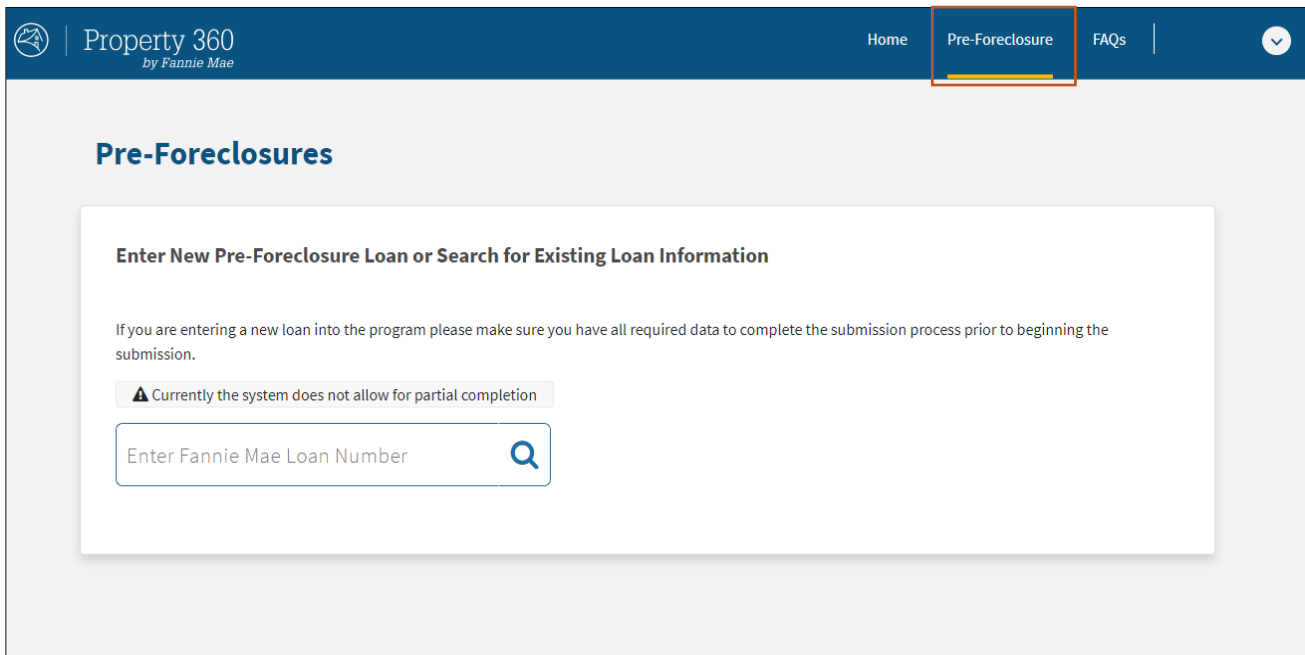 Property 360
by Fannie Mae
Home
Pre-Foreclosure
FAQs
Pre-Foreclosures
Enter New Pre-Foreclosure Loan or Search for Existing Loan Information
If you are entering a new loan into the program please make sure you have all required data to complete the submission process prior to beginning the
submission.
Currently the system does not allow for partial completion
Enter Fannie Mae Loan Number